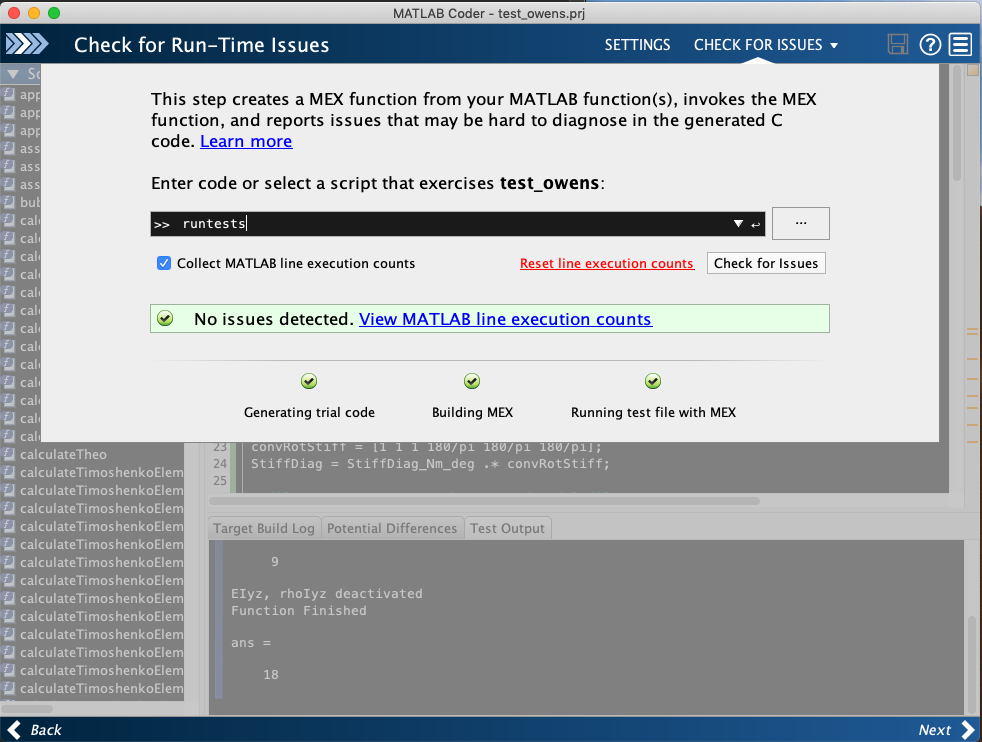 MATLAB Coder - test_owens.prj
Check for Run-Time Issues
SETTINGS
CHECK FOR ISSUES
So
app
app
app
ass
ass
ass
bub
calc
calc
calc
calc
calc
calc
calc
calc
calc
calc
calc
calc
calc
calculateTheo
calculateTimoshenkoElem
calculateTimoshenkoElem
calculateTimoshenkoElem
calculateTimoshenkoElem
calculateTimoshenkoElem
calculateTimoshenkoElem
calculateTimoshenkoElem
calculateTimoshenkoElem
calculateTimoshenkoElem
calculateTimoshenkoElem
calculateTimoshenkoElem
calculateTimoshenkoElem
calculateTimoshenkoElem
This step creates a MEX function from your MATLAB function(s), invokes the MEX
function, and reports issues that may be hard to diagnose in the generated C
code. Learn more
Enter code or select a script that exercises test_owens:
>> runtests
...
Collect MATLAB line execution counts
Reset line execution counts
Check for Issues
No issues detected. View MATLAB line execution counts
Generating trial code
Building MEX
Running test file with MEX
23 convRotStiff = [1 1 1 180/pi 180/pi 180/pi];
24 StiffDiag = StiffDiag_Nm_deg .* convRotStiff;
25
Target Build Log
Potential Differences
Test Output
9
EIyz, rhoIyz deactivated
Function Finished
ans =
18
Back
Next